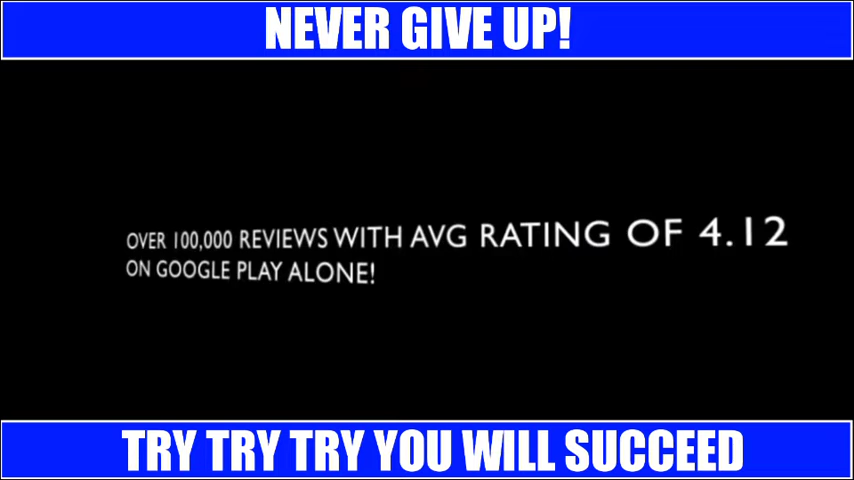 NEVER GIVE UP!
OVER 100,000 REVIEWS WITH AVG RATING OF 4.12
ON GOOGLE PLAY ALONE!
TRY TRY TRY YOU WILL SUCCEED